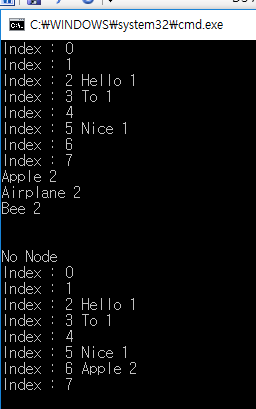 C:₩WINDOWS₩system32₩cmd.exe
Index : 0
Index : 1
Index : 2 Hello 1
Index : 3 To 1
Index : 4
Index : 5 Nice 1
Index : 6
Index : 7
Apple 2
Airplane 2
Bee 2
No Node
Index : 0
Index : 1
Index : 2 Hello 1
Index : 3 To 1
Index : 4
Index : 5 Nice 1
Index : 6 Apple 2
Index : 7